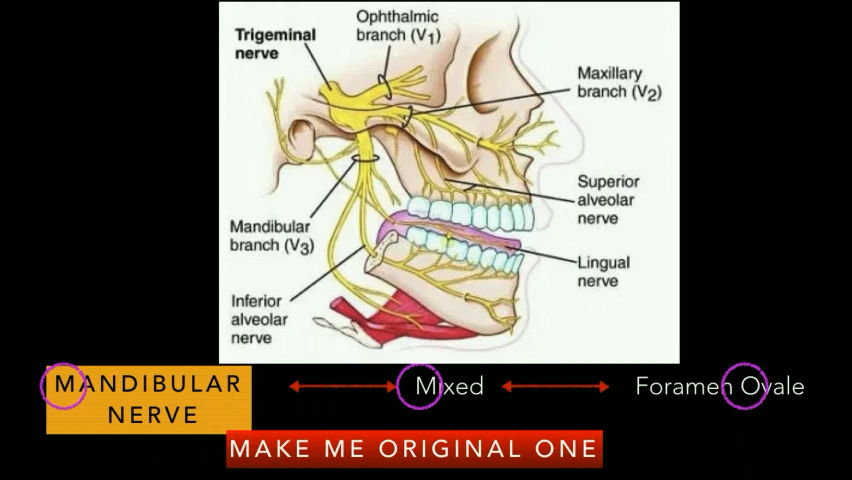 Trigeminal
nerve
Ophthalmic
branch (V1)
Maxillary
branch (V2)
Superior
alveolar
nerve
Mandibular
branch (V3)
Lingual
nerve
Inferior
alveolar
nerve
MANDIBULAR
NERVE
Mixed
Foramen Ovale
MAKE ME ORIGINAL ONE